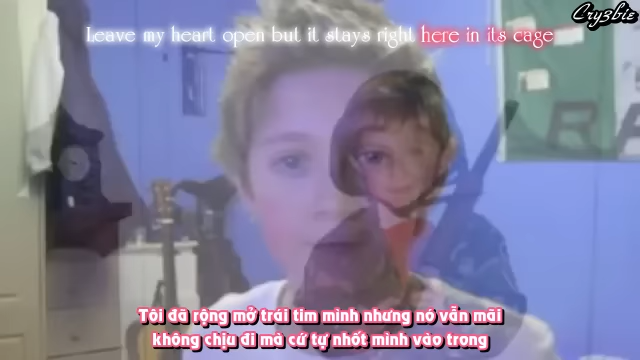 Cry3biz
Leave my heart open but it stays right here in its cage
Tôi đã rộng mở trái tim mình nhưng nó vẫn mãi
không chịu đi mà cứ tự nhốt mình vào trong